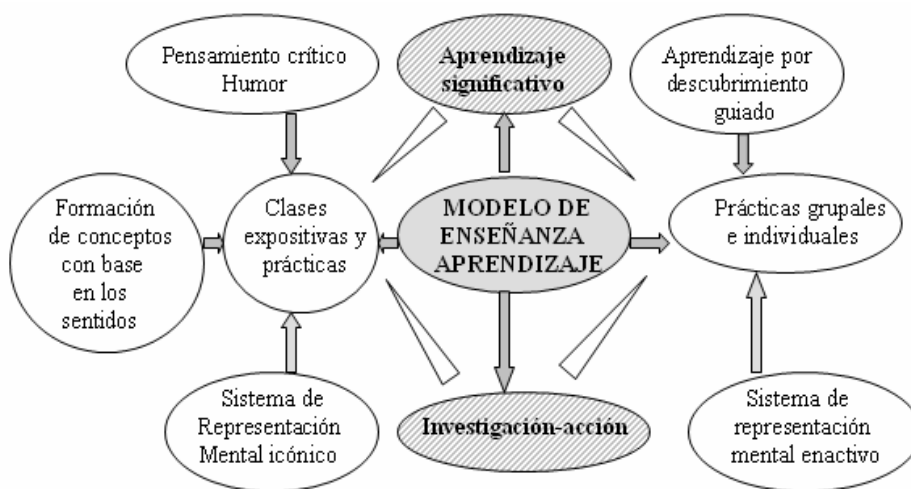 Pensamiento crítico
Humor
Aprendizaje
significativo
Aprendizaje por
descubrimiento
guiado
Formación
de conceptos
con base
en los
sentidos
Clases
expositivas y
prácticas
MODELO DE
ENSEÑANZA
APRENDIZAJE
Prácticas grupales
e individuales
Sistema de
Representación
Mental icónico
Investigación-acción
Sistema de
representación
mental enactivo